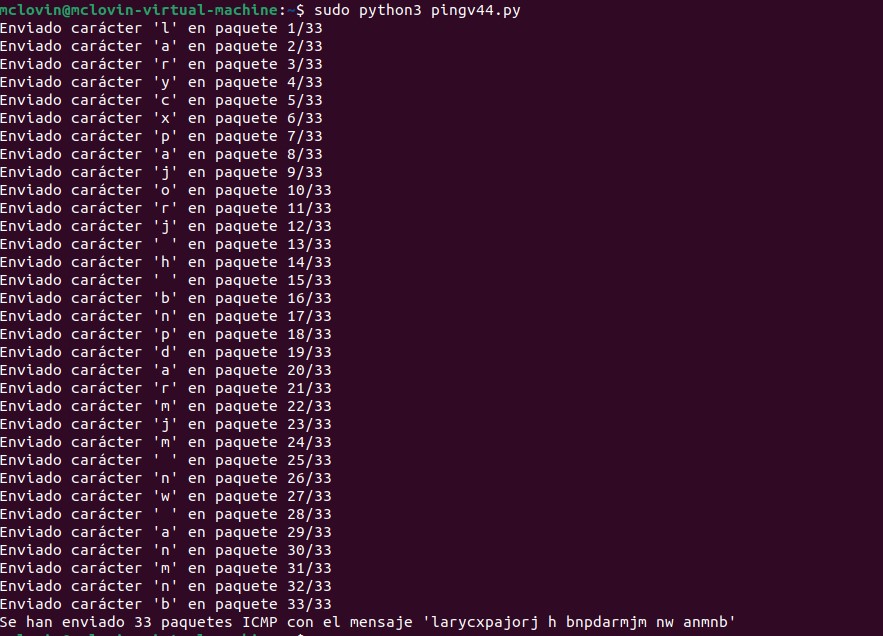 mclovin@mclovin-virtual-machine:~$ sudo python3 pingv44.py
Enviado carácter 'l' en paquete 1/33
Enviado carácter 'a' en paquete 2/33
Enviado carácter 'r' en paquete 3/33
Enviado carácter 'y' en paquete 4/33
Enviado carácter 'c' en paquete 5/33
Enviado carácter 'x' en paquete 6/33
Enviado carácter 'p' en paquete 7/33
Enviado carácter 'a' en paquete 8/33
Enviado carácter 'j' en paquete 9/33
Enviado carácter 'o' en paquete 10/33
Enviado carácter 'r' en paquete 11/33
Enviado carácter 'j' en paquete 12/33
Enviado carácter ' ' en paquete 13/33
Enviado carácter 'h' en paquete 14/33
Enviado carácter ' ' en paquete 15/33
Enviado carácter 'b' en paquete 16/33
Enviado carácter 'n' en paquete 17/33
Enviado carácter 'p' en paquete 18/33
Enviado carácter 'd' en paquete 19/33
Enviado carácter 'a' en paquete 20/33
Enviado carácter 'r' en paquete 21/33
Enviado carácter 'm' en paquete 22/33
Enviado carácter 'j' en paquete 23/33
Enviado carácter 'm' en paquete 24/33
Enviado carácter ' ' en paquete 25/33
Enviado carácter 'n' en paquete 26/33
Enviado carácter 'w' en paquete 27/33
Enviado carácter ' ' en paquete 28/33
Enviado carácter 'a' en paquete 29/33
Enviado carácter 'n' en paquete 30/33
Enviado carácter 'm' en paquete 31/33
Enviado carácter 'n' en paquete 32/33
Enviado carácter 'b' en paquete 33/33
Se han enviado 33 paquetes ICMP con el mensaje 'larycxpajorj h bnpdarmjm nw anmnb'